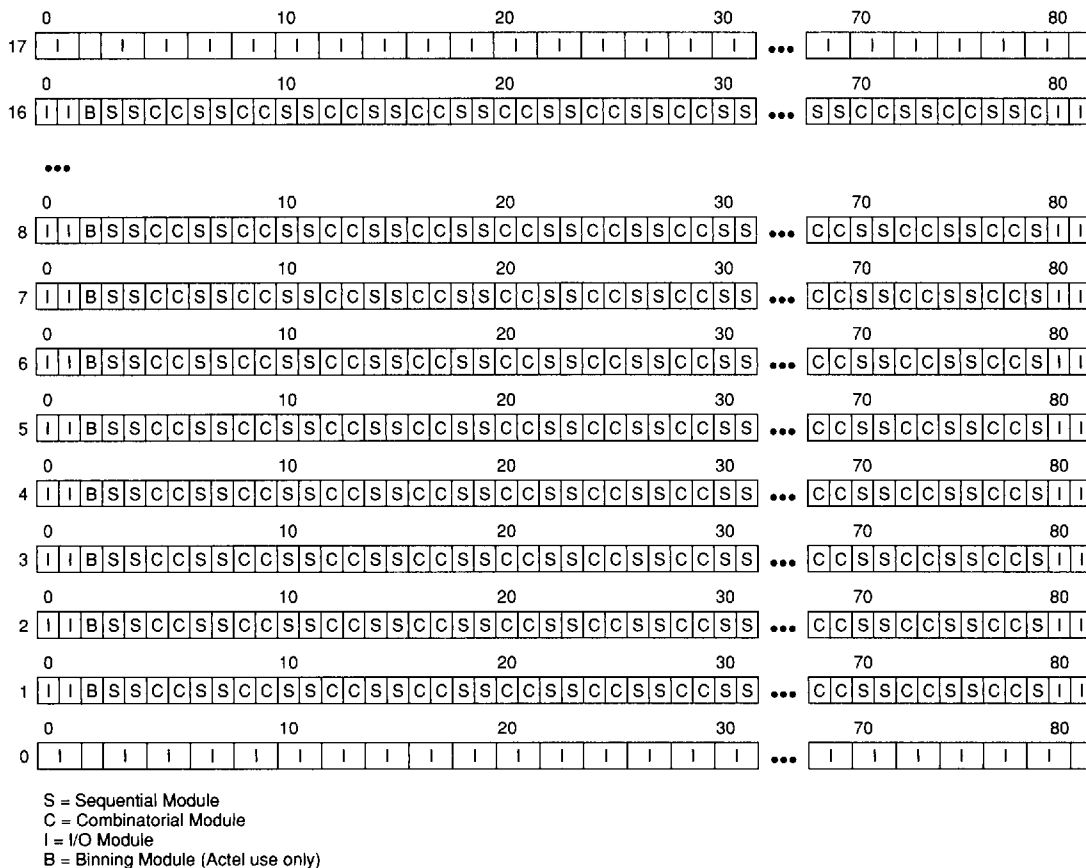 0 10 20 30 70 80
17 I I I I I I I I I I I I I I I I ••• I I I I I I
0 10 20 30 70 80
16 I I B S S C C S S C C S S C C S S C C S S C C S S C C S S C C S S ••• S S C C S S C C S S C I I
•••
0 10 20 30 70 80
8 I I B S S C C S S C C S S C C S S C C S S C C S S C C S S C C S S ••• C C S S C C S S C C S I I
0 10 20 30 70 80
7 I I B S S C C S S C C S S C C S S C C S S C C S S C C S S C C S S ••• C C S S C C S S C C S I I
0 10 20 30 70 80
6 I I B S S C C S S C C S S C C S S C C S S C C S S C C S S C C S S ••• C C S S C C S S C C S I I
0 10 20 30 70 80
5 I I B S S C C S S C C S S C C S S C C S S C C S S C C S S C C S S ••• C C S S C C S S C C S I I
0 10 20 30 70 80
4 I I B S S C C S S C C S S C C S S C C S S C C S S C C S S C C S S ••• C C S S C C S S C C S I I
0 10 20 30 70 80
3 I I B S S C C S S C C S S C C S S C C S S C C S S C C S S C C S S ••• C C S S C C S S C C S I I
0 10 20 30 70 80
2 I I B S S C C S S C C S S C C S S C C S S C C S S C C S S C C S S ••• C C S S C C S S C C S I I
0 10 20 30 70 80
1 I I B S S C C S S C C S S C C S S C C S S C C S S C C S S C C S S ••• C C S S C C S S C C S I I
0 10 20 30 70 80
0 I I I I I I I I I I I I I I I I ••• I I I I I I
S = Sequential Module
C = Combinatorial Module
I = I/O Module
B = Binning Module (Actel use only)